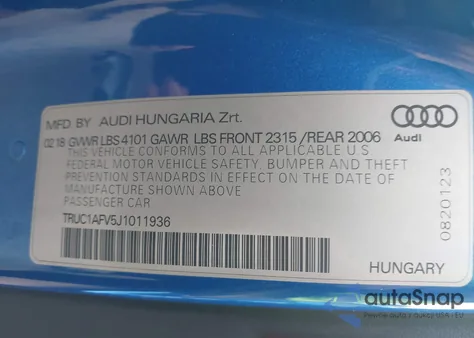 MFD. BY AUDI HUNGARIA Zrt.
02 18 GVWR LBS 4101 GAWR LBS FRONT 2315 /REAR 2006
THIS VEHICLE CONFORMS TO ALL APPLICABLE U.S
FEDERAL MOTOR VEHICLE SAFETY, BUMPER AND THEFT
PREVENTION STANDARDS IN EFFECT ON THE DATE OF
MANUFACTURE SHOWN ABOVE
PASSENGER CAR
TRUC1AFV5J1011936
Audi
0820123
HUNGARY
autoSnap